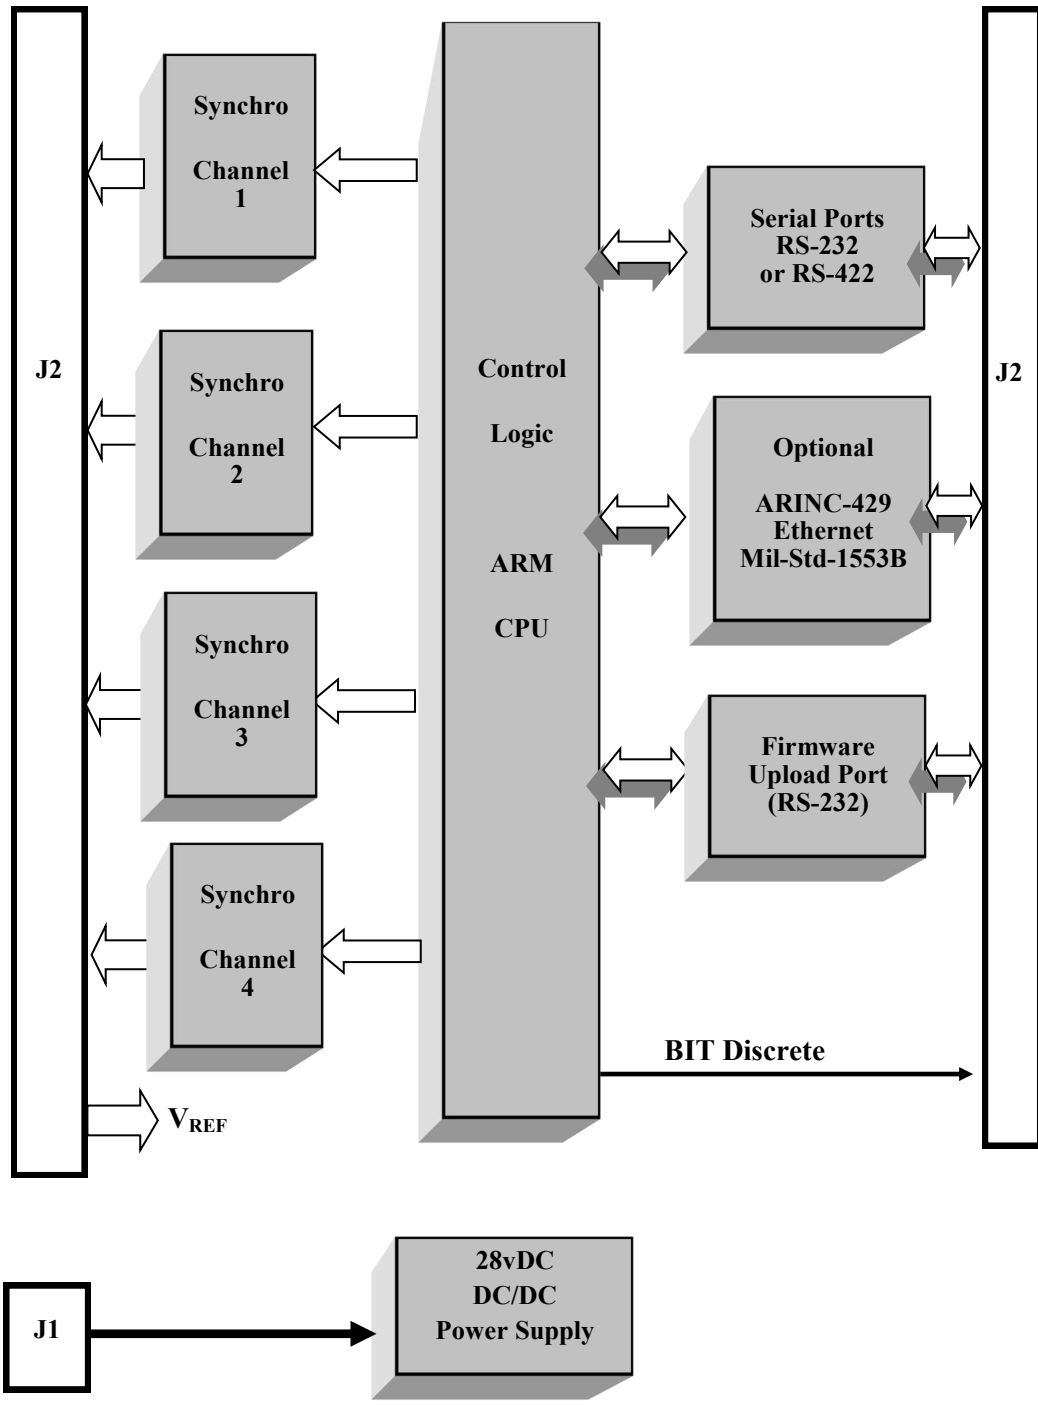 J2
Synchro
Channel
1
Synchro
Channel
2
Synchro
Channel
3
Synchro
Channel
4
VREF
Control
Logic
ARM
CPU
Serial Ports
RS-232
or RS-422
Optional
ARINC-429
Ethernet
Mil-Std-1553B
Firmware
Upload Port
(RS-232)
BIT Discrete
J2
J1
28vDC
DC/DC
Power Supply